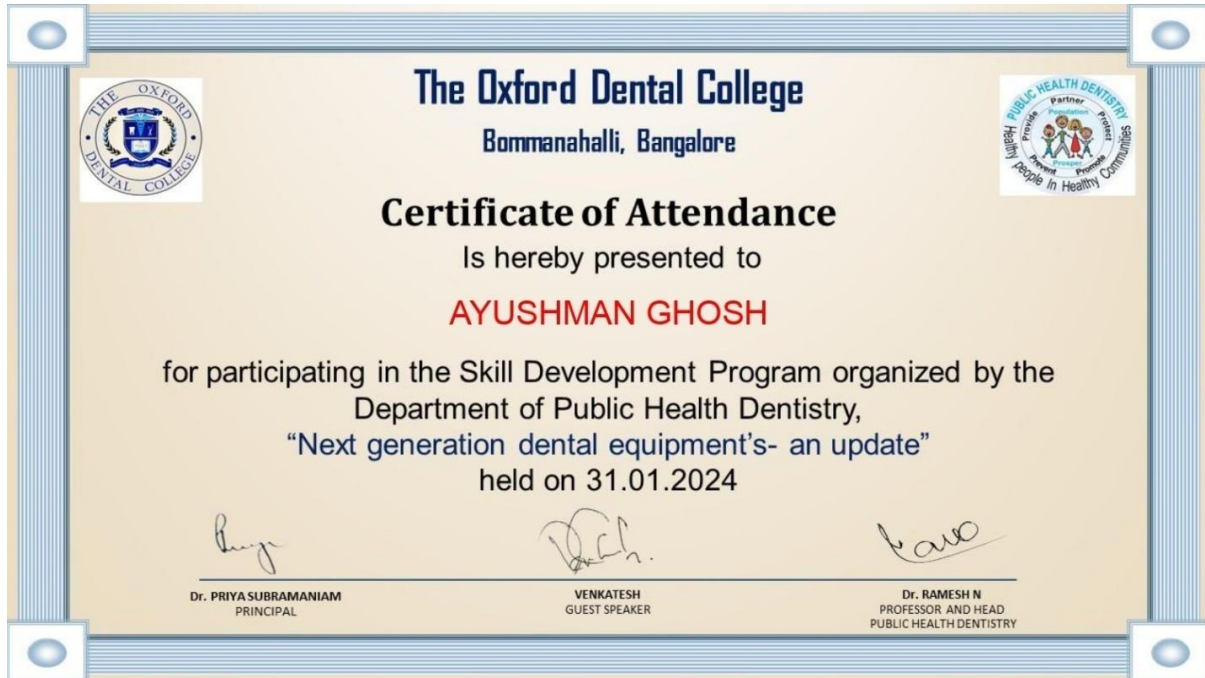 The Oxford Dental College
Bommanahalli, Bangalore
THE OXFORD DENTAL COLLEGE
PUBLIC HEALTH DENTISTRY
Healthy People In Healthy Communities
Partner
Provide
Population
Protect
Prosper
Prevent
Promote
Certificate of Attendance
Is hereby presented to
AYUSHMAN GHOSH
for participating in the Skill Development Program organized by the
Department of Public Health Dentistry,
“Next generation dental equipment’s- an update”
held on 31.01.2024
Dr. PRIYA SUBRAMANIAM
PRINCIPAL
VENKATESH
GUEST SPEAKER
Dr. RAMESH N
PROFESSOR AND HEAD
PUBLIC HEALTH DENTISTRY